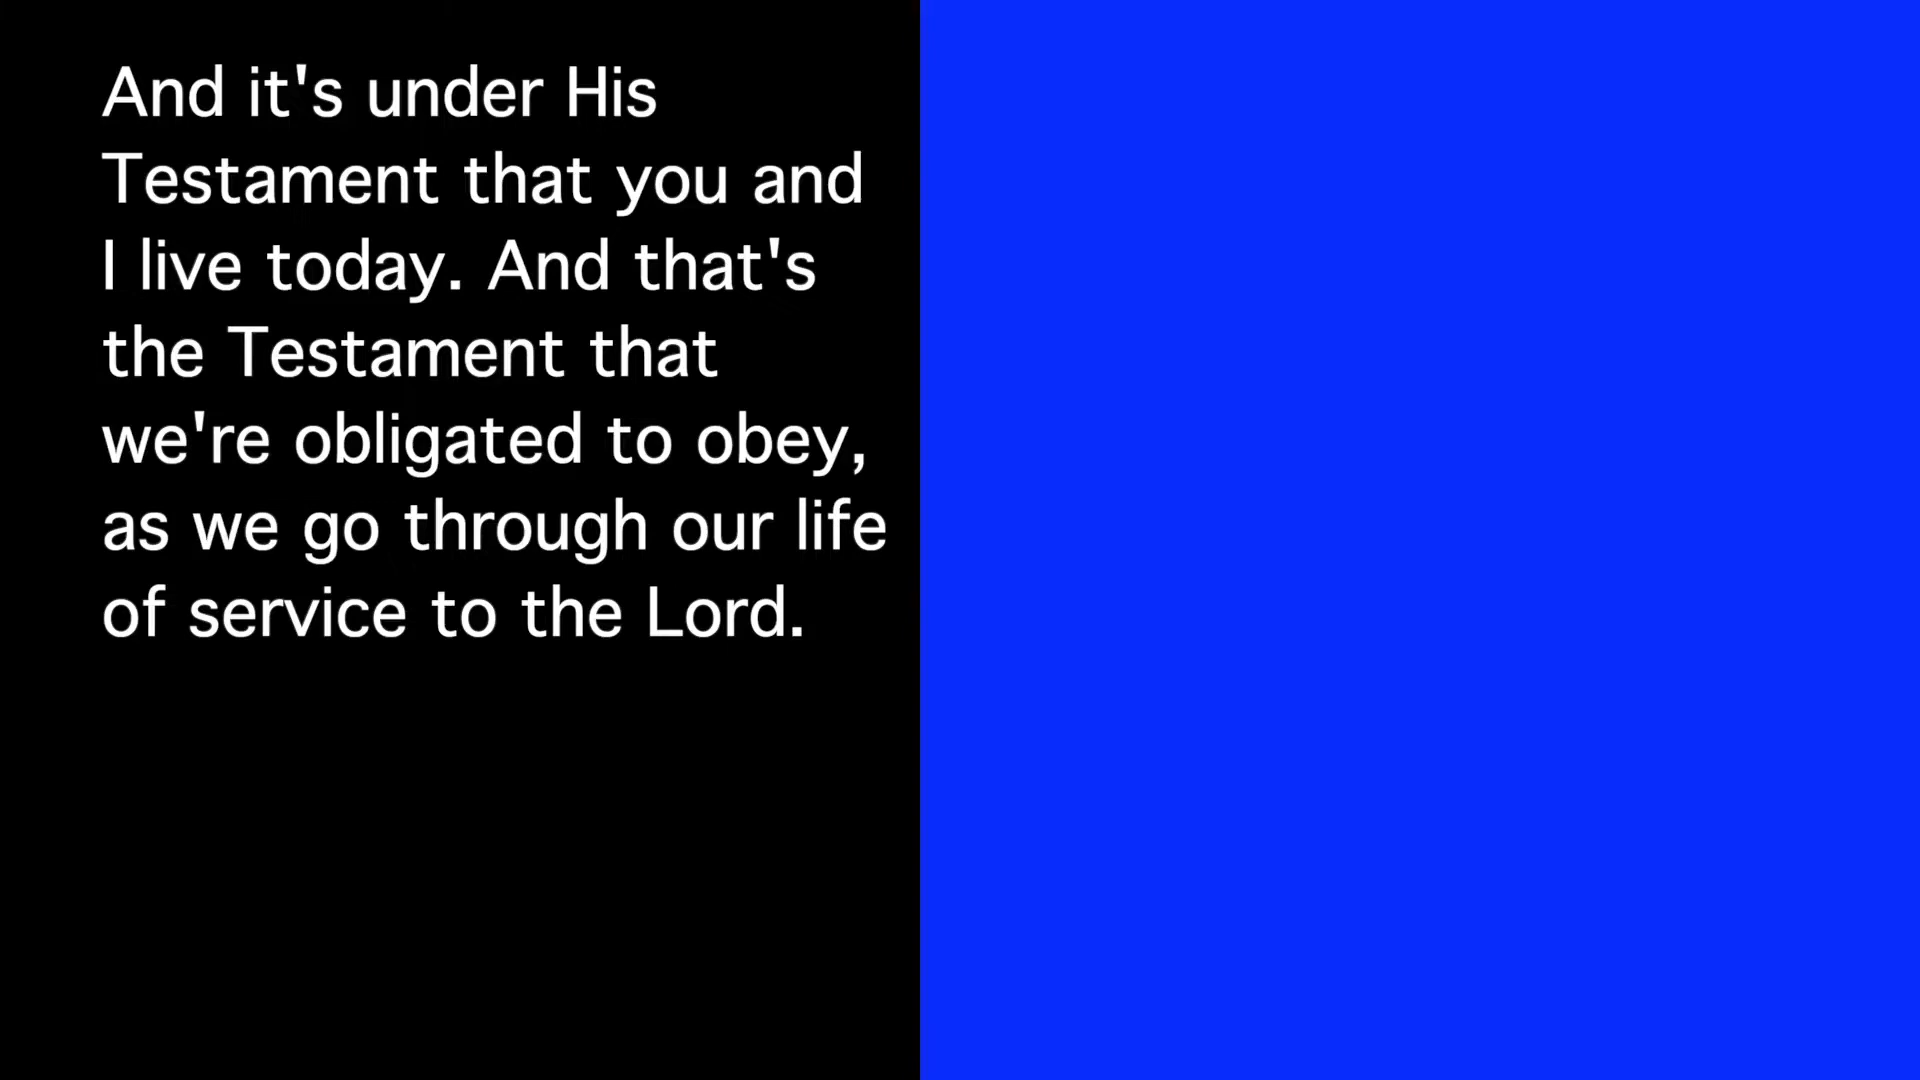 And it's under His
Testament that you and
I live today. And that's
the Testament that
we're obligated to obey,
as we go through our life
of service to the Lord.